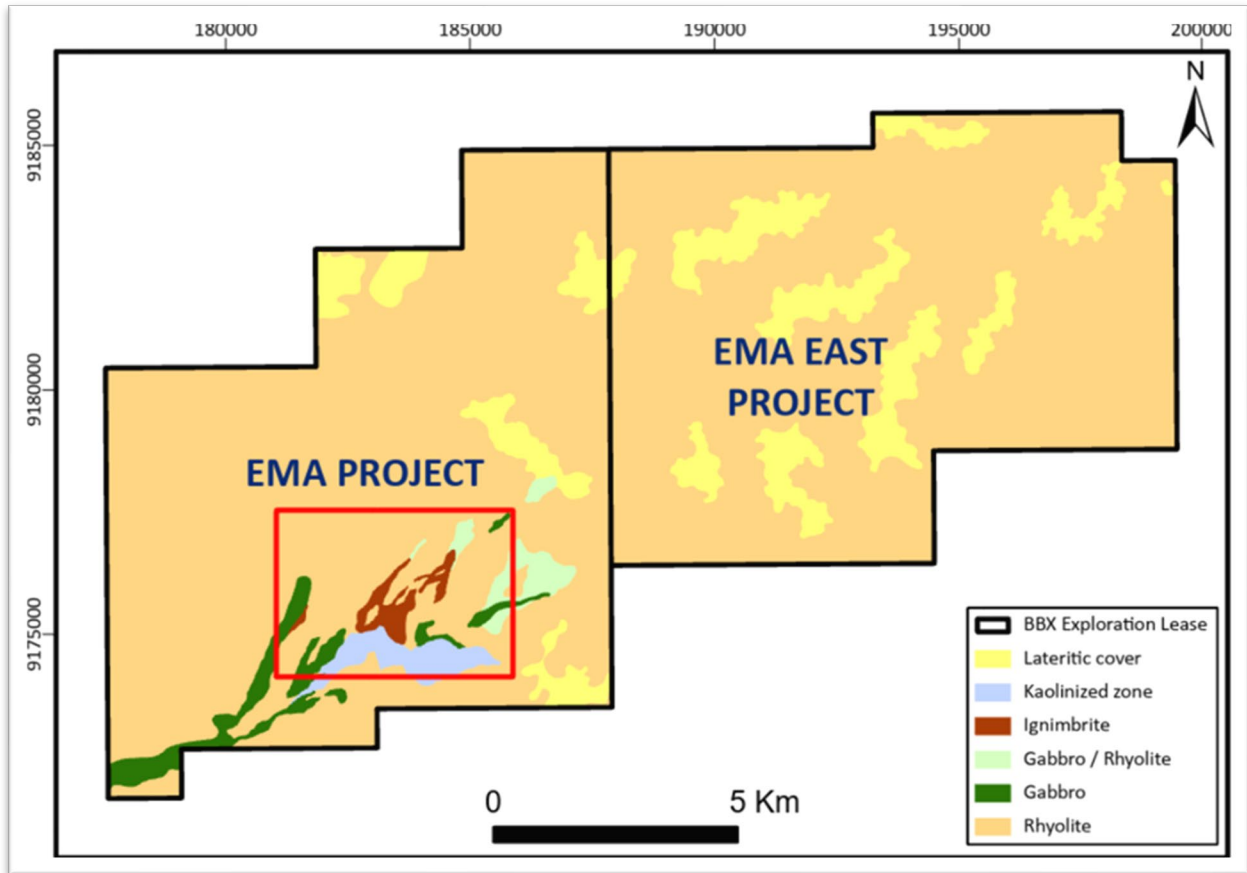 180000 185000 190000 195000 200000
N
9185000
9180000
9175000
EMA EAST
PROJECT
EMA PROJECT
0 5 Km
BBX Exploration Lease
Lateritic cover
Kaolinized zone
Ignimbrite
Gabbro / Rhyolite
Gabbro
Rhyolite